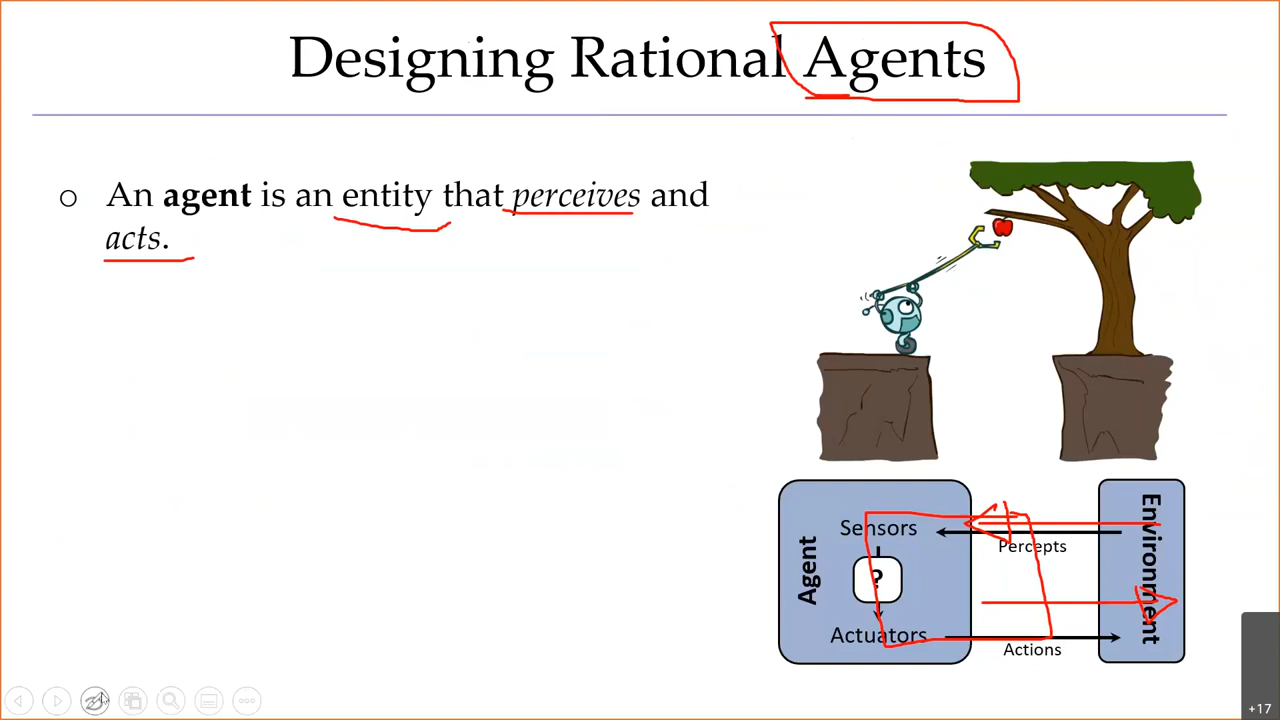 Designing Rational Agents
o An agent is an entity that perceives and
acts.
Agent
Sensors
?
Actuators
Percepts
Actions
Environment
+17